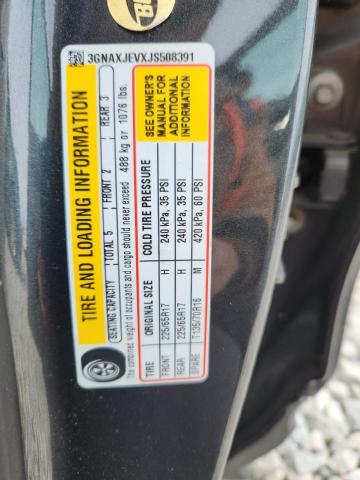 3GNAXJEVXJS508391
TIRE AND LOADING INFORMATION
SEATING CAPACITY TOTAL 5 FRONT 2 REAR 3
The combined weight of occupants and cargo should never exceed 488 kg or 1076 lbs.
TIRE ORIGINAL SIZE COLD TIRE PRESSURE
FRONT 225/65R17 H 240 kPa, 35 PSI
REAR 225/65R17 H 240 kPa, 35 PSI
SPARE T135/70R16 M 420 kPa, 60 PSI
SEE OWNER'S
MANUAL FOR
ADDITIONAL
INFORMATION